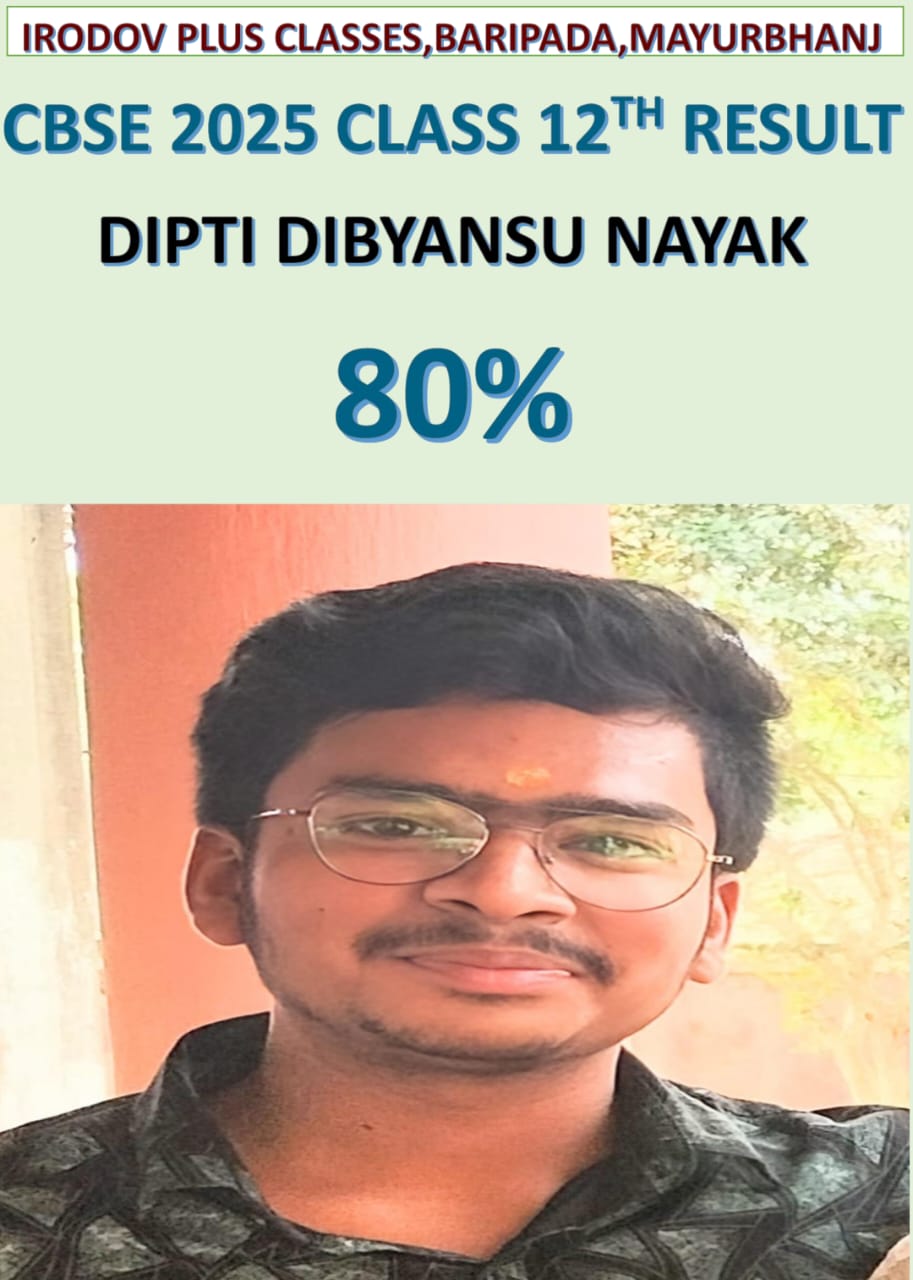 IRODOV PLUS CLASSES,BARIPADA,MAYURBHANJ
CBSE 2025 CLASS 12TH RESULT
DIPTI DIBYANSU NAYAK
80%